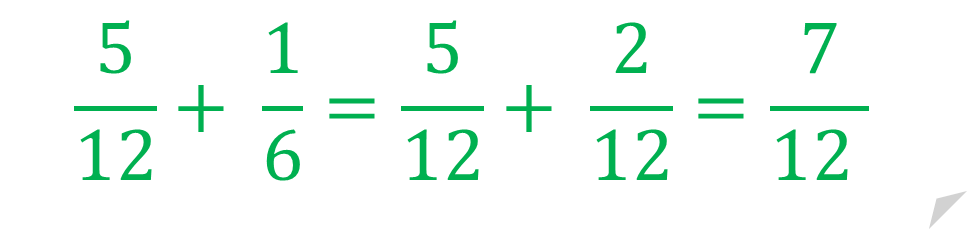 5/12 + 1/6 = 5/12 + 2/12 = 7/12